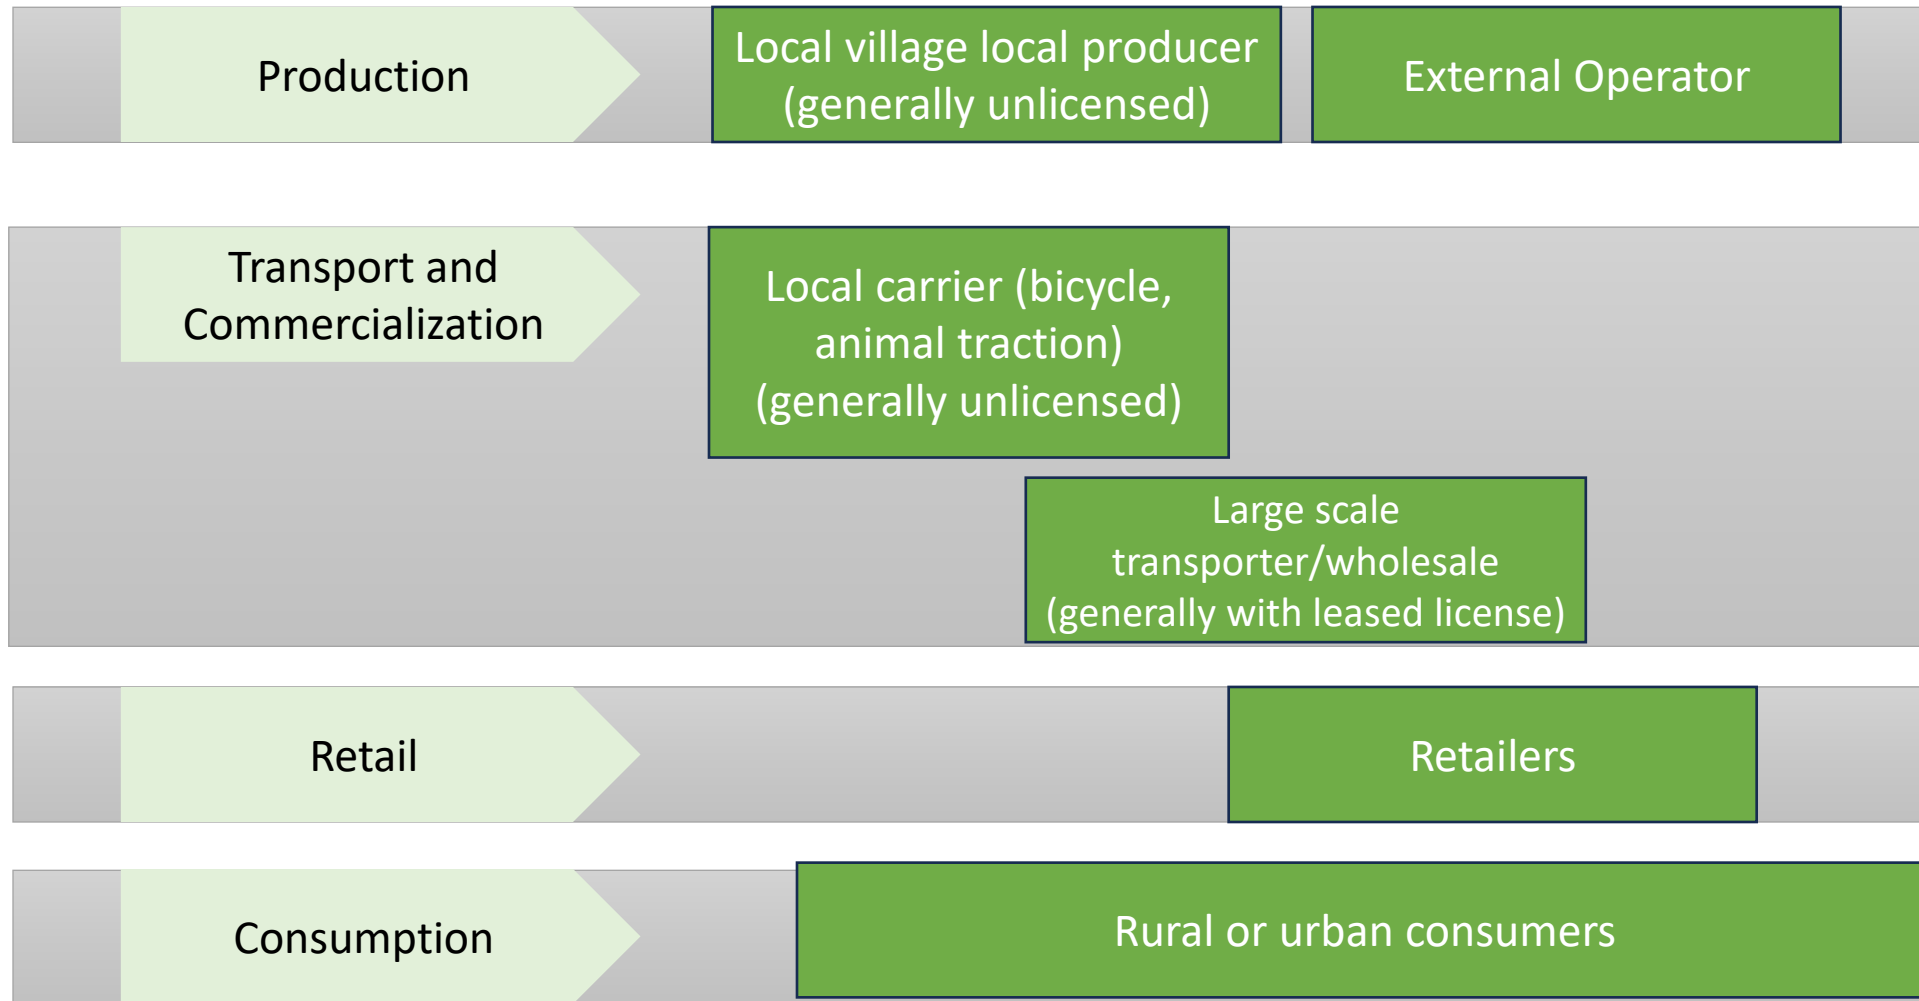 Production
Local village local producer
(generally unlicensed)
External Operator
Transport and
Commercialization
Local carrier (bicycle,
animal traction)
(generally unlicensed)
Large scale
transporter/wholesale
(generally with leased license)
Retail
Retailers
Consumption
Rural or urban consumers